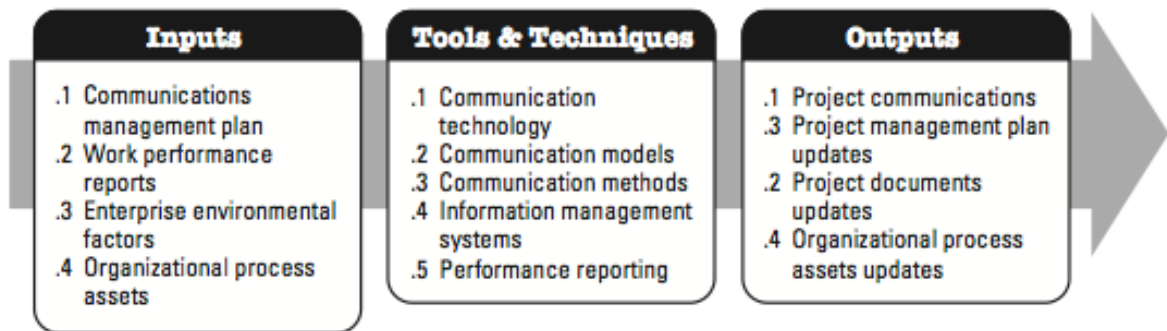 Inputs
.1 Communications
management plan
.2 Work performance
reports
.3 Enterprise environmental
factors
.4 Organizational process
assets
Tools & Techniques
.1 Communication
technology
.2 Communication models
.3 Communication methods
.4 Information management
systems
.5 Performance reporting
Outputs
.1 Project communications
.3 Project management plan
updates
.2 Project documents
updates
.4 Organizational process
assets updates